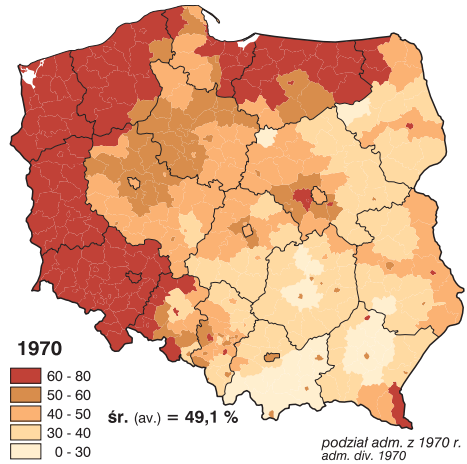 1970
60 - 80
50 - 60
40 - 50
30 - 40
0 - 30
śr. (av.) = 49,1 %
podział adm. z 1970 r.
adm. div. 1970